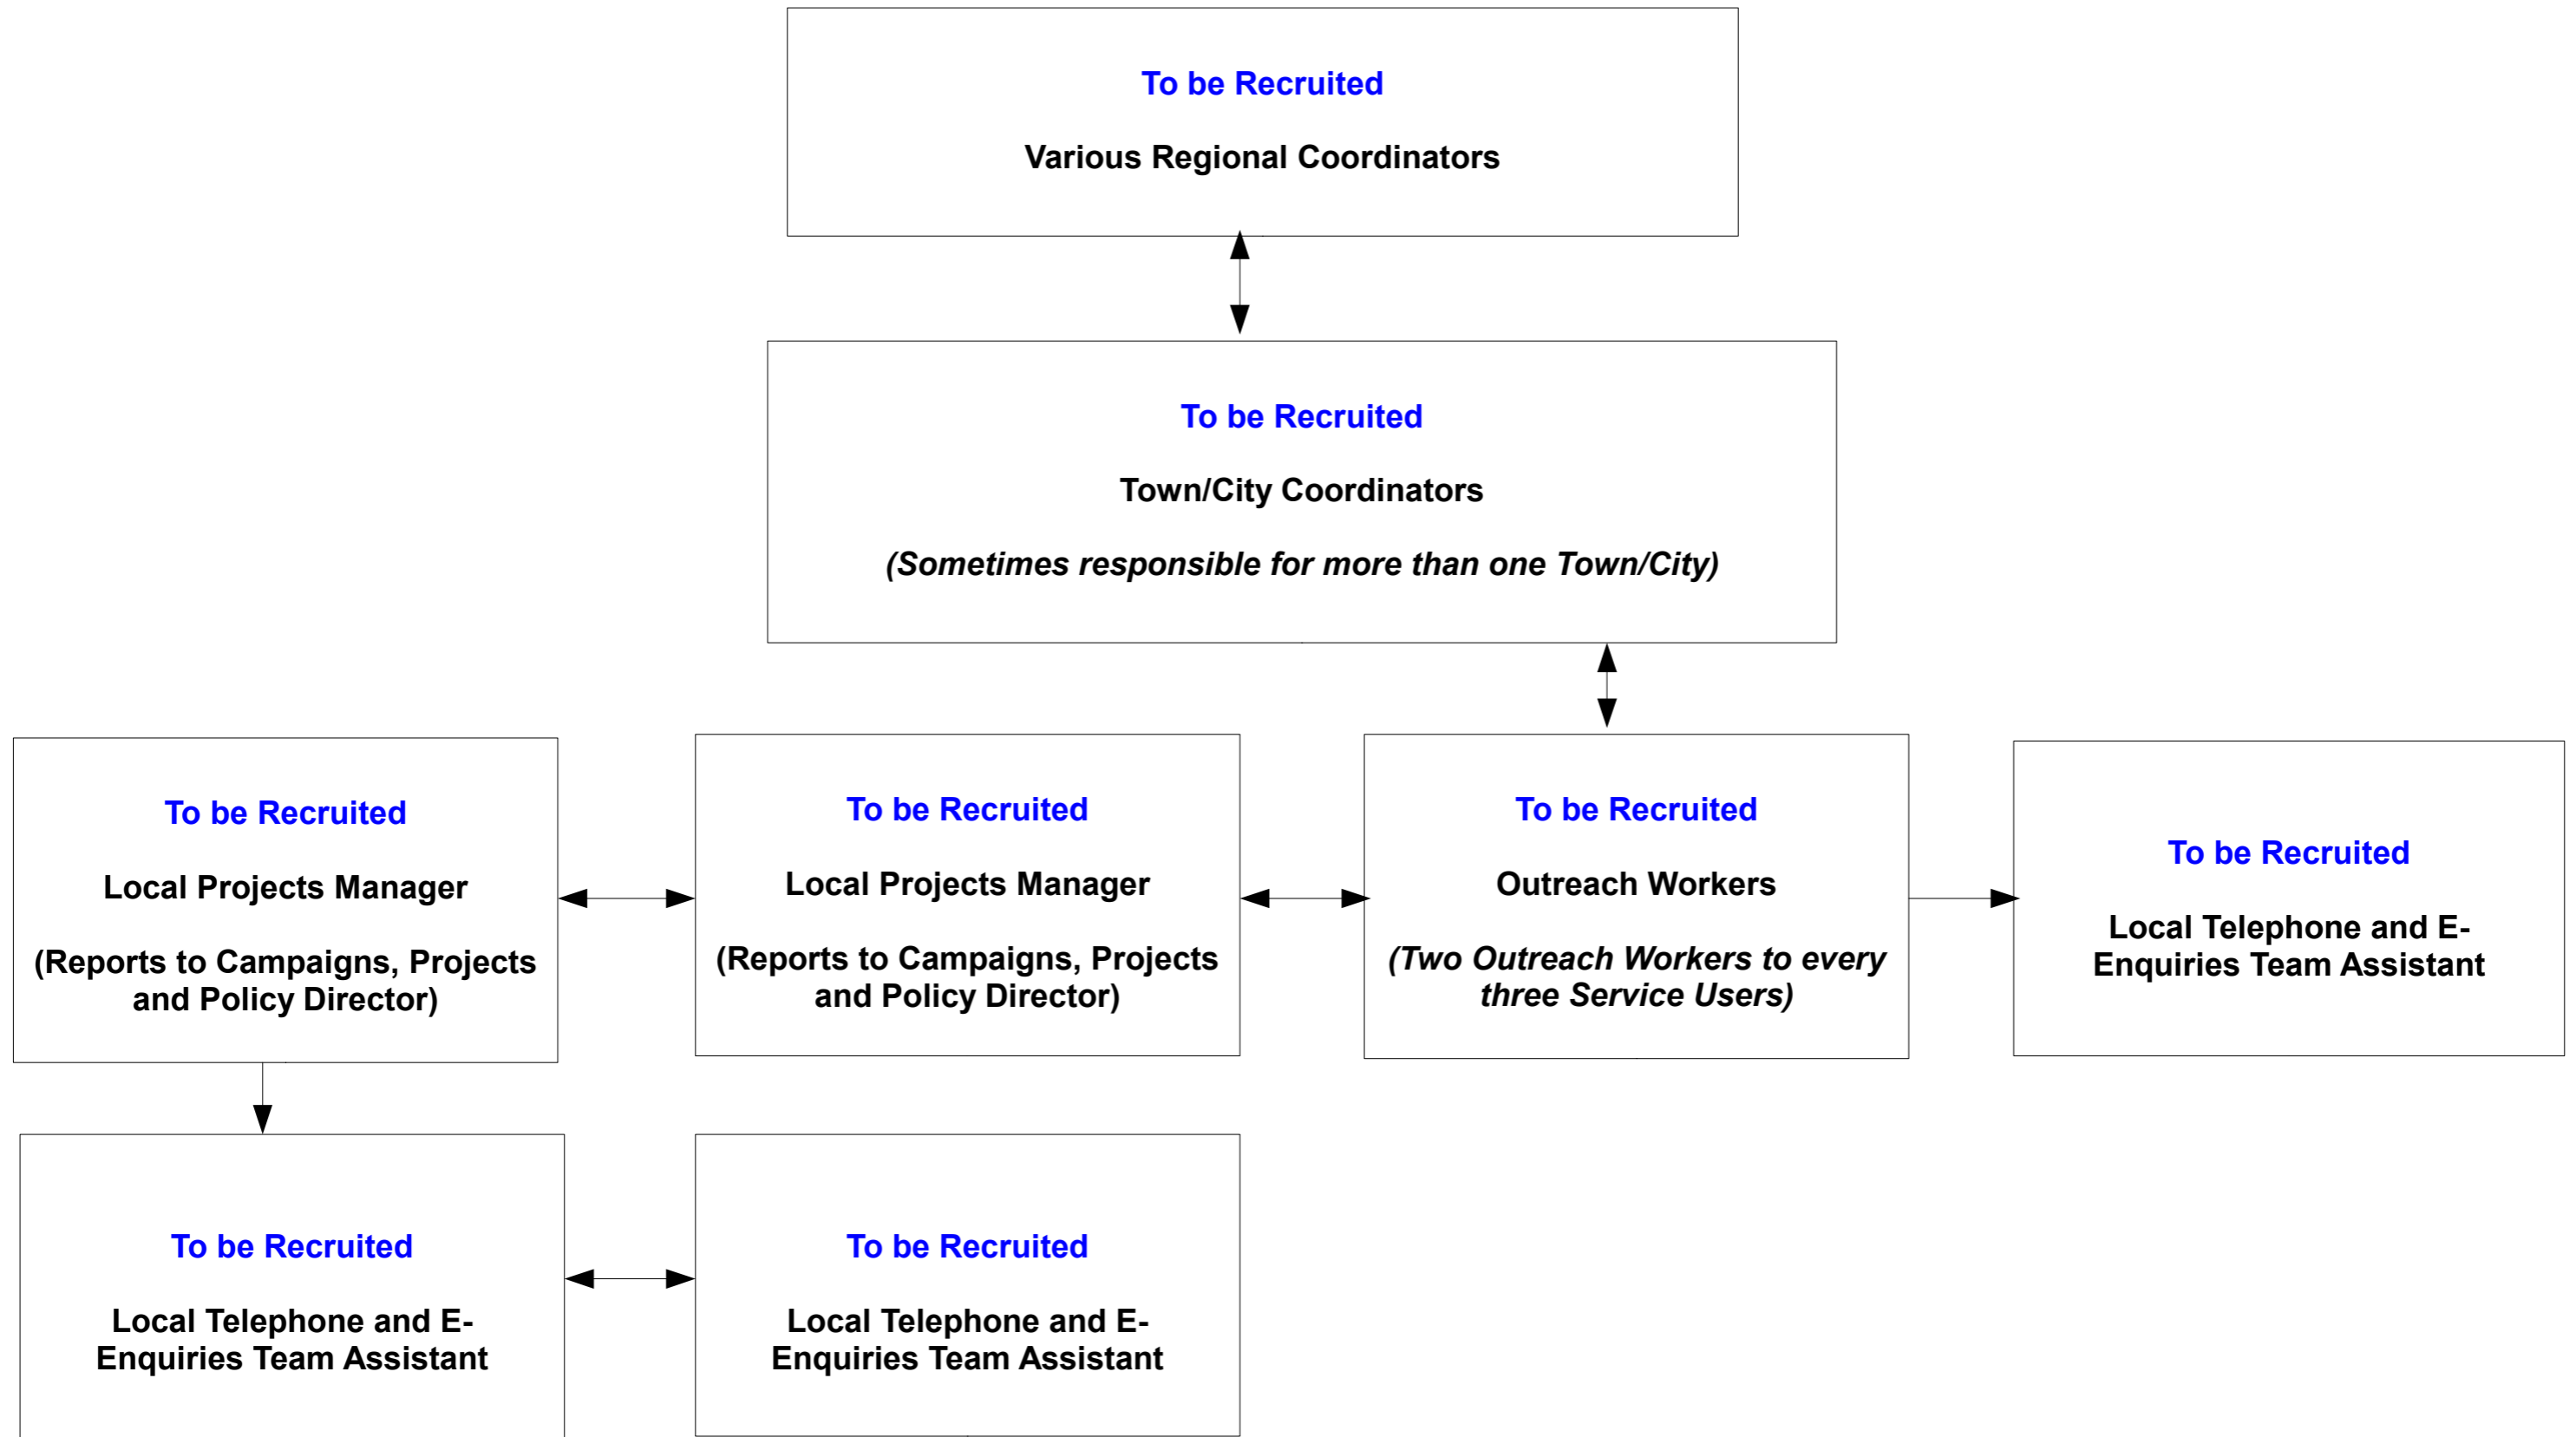 To be Recruited
Various Regional Coordinators
To be Recruited
Town/City Coordinators
(Sometimes responsible for more than one Town/City)
To be Recruited
Local Projects Manager
(Reports to Campaigns, Projects
and Policy Director)
To be Recruited
Local Projects Manager
(Reports to Campaigns, Projects
and Policy Director)
To be Recruited
Outreach Workers
(Two Outreach Workers to every
three Service Users)
To be Recruited
Local Telephone and E-
Enquiries Team Assistant
To be Recruited
Local Telephone and E-
Enquiries Team Assistant
To be Recruited
Local Telephone and E-
Enquiries Team Assistant